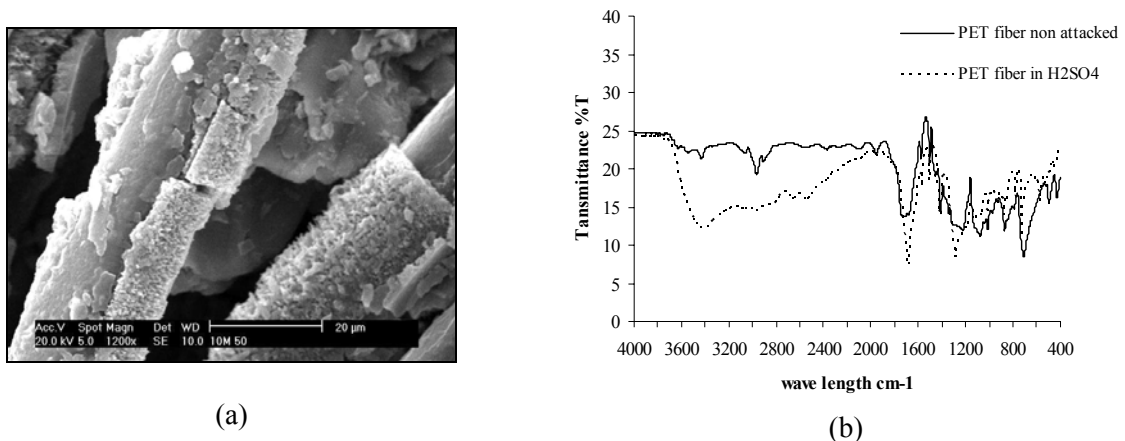 Acc.V Spot Magn Det WD 20 µm
20.0 kV 5.0 1200x SE 10.0 10M 50
(a)
40
35
30
25
20
15
10
5
0
Tansmittance %T
PET fiber non attacked
PET fiber in H2SO4
4000 3600 3200 2800 2400 2000 1600 1200 800 400
wave length cm-1
(b)